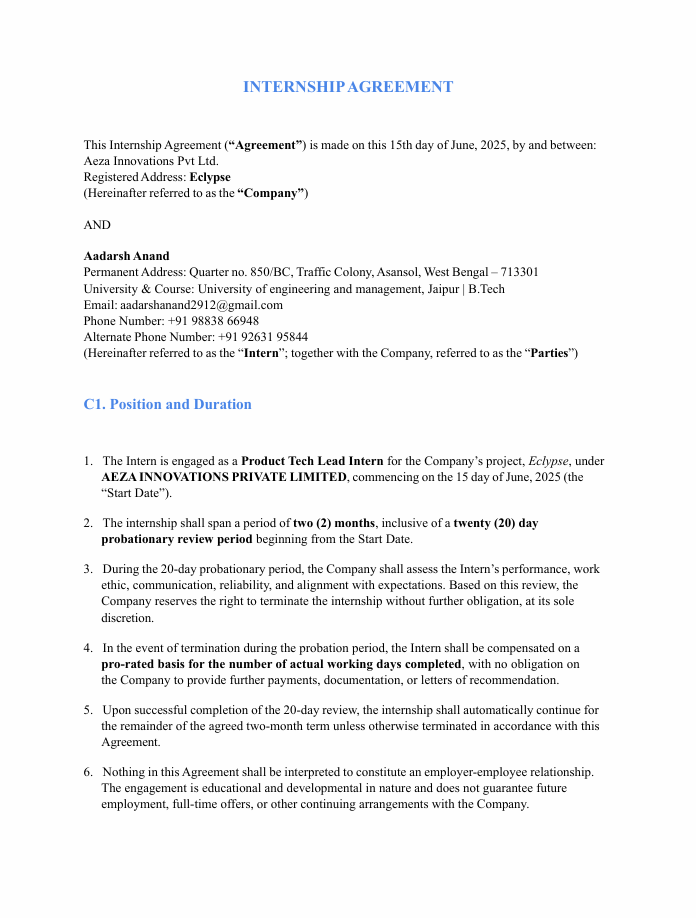 INTERNSHIP AGREEMENT
This Internship Agreement (“Agreement”) is made on this 15th day of June, 2025, by and between:
Aeza Innovations Pvt Ltd.
Registered Address: Eclypse
(Hereinafter referred to as the “Company”)
AND
Aadarsh Anand
Permanent Address: Quarter no. 850/BC, Traffic Colony, Asansol, West Bengal – 713301
University & Course: University of engineering and management, Jaipur | B.Tech
Email: aadarshanand2912@gmail.com
Phone Number: +91 98838 66948
Alternate Phone Number: +91 92631 95844
(Hereinafter referred to as the “Intern”; together with the Company, referred to as the “Parties”)
C1. Position and Duration
1. The Intern is engaged as a Product Tech Lead Intern for the Company’s project, Eclypse, under
AEZA INNOVATIONS PRIVATE LIMITED, commencing on the 15 day of June, 2025 (the
“Start Date”).
2. The internship shall span a period of two (2) months, inclusive of a twenty (20) day
probationary review period beginning from the Start Date.
3. During the 20-day probationary period, the Company shall assess the Intern’s performance, work
ethic, communication, reliability, and alignment with expectations. Based on this review, the
Company reserves the right to terminate the internship without further obligation, at its sole
discretion.
4. In the event of termination during the probation period, the Intern shall be compensated on a
pro-rated basis for the number of actual working days completed, with no obligation on
the Company to provide further payments, documentation, or letters of recommendation.
5. Upon successful completion of the 20-day review, the internship shall automatically continue for
the remainder of the agreed two-month term unless otherwise terminated in accordance with this
Agreement.
6. Nothing in this Agreement shall be interpreted to constitute an employer-employee relationship.
The engagement is educational and developmental in nature and does not guarantee future
employment, full-time offers, or other continuing arrangements with the Company.